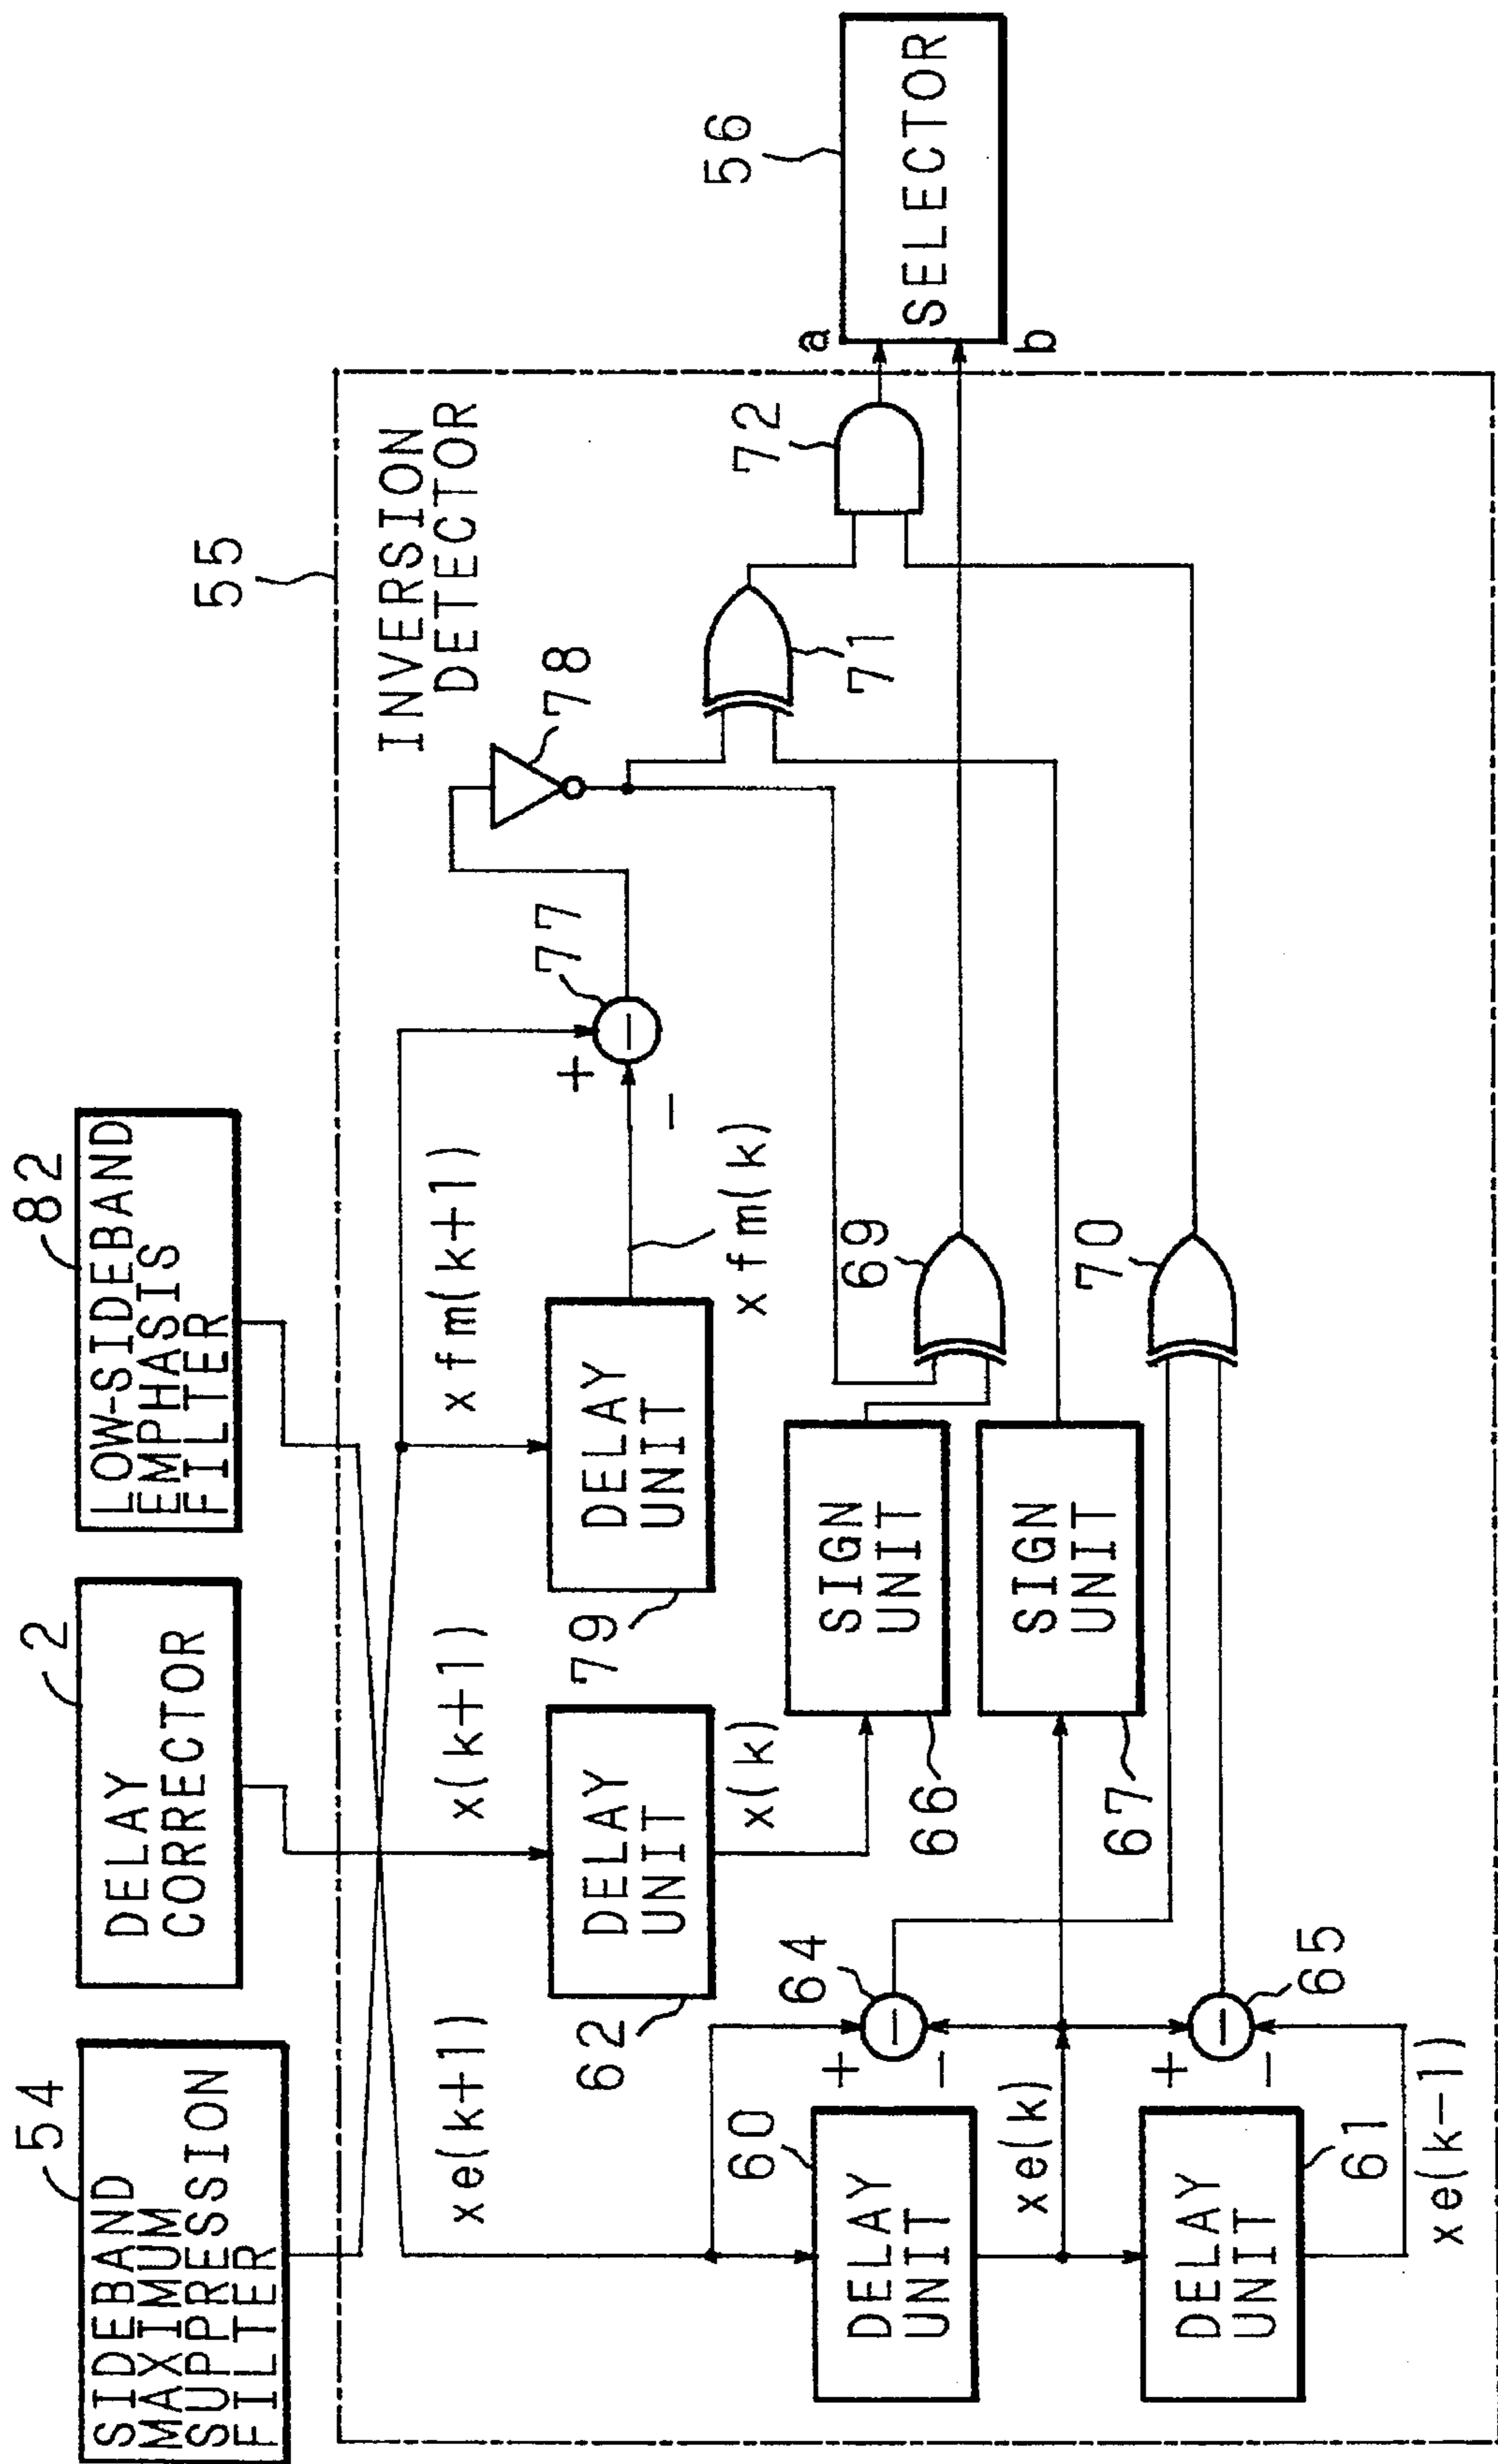 SIDEBAND
MAXIMUM
SUPPRESSION
FILTER
54
DELAY
CORRECTOR
2
LOW-SIDEBAND
EMPHASIS
FILTER
82
55
INVERSION
DETECTOR
xe(k+1)
x(k+1)
xfm(k+1)
DELAY
UNIT
62
x(k)
DELAY
UNIT
79
xfm(k)
+
−
−
77
78
DELAY
UNIT
60
xe(k)
DELAY
UNIT
61
xe(k−1)
+
−
−
64
+
−
−
65
SIGN
UNIT
66
SIGN
UNIT
67
69
70
71
72
a
b
SELECTOR
56